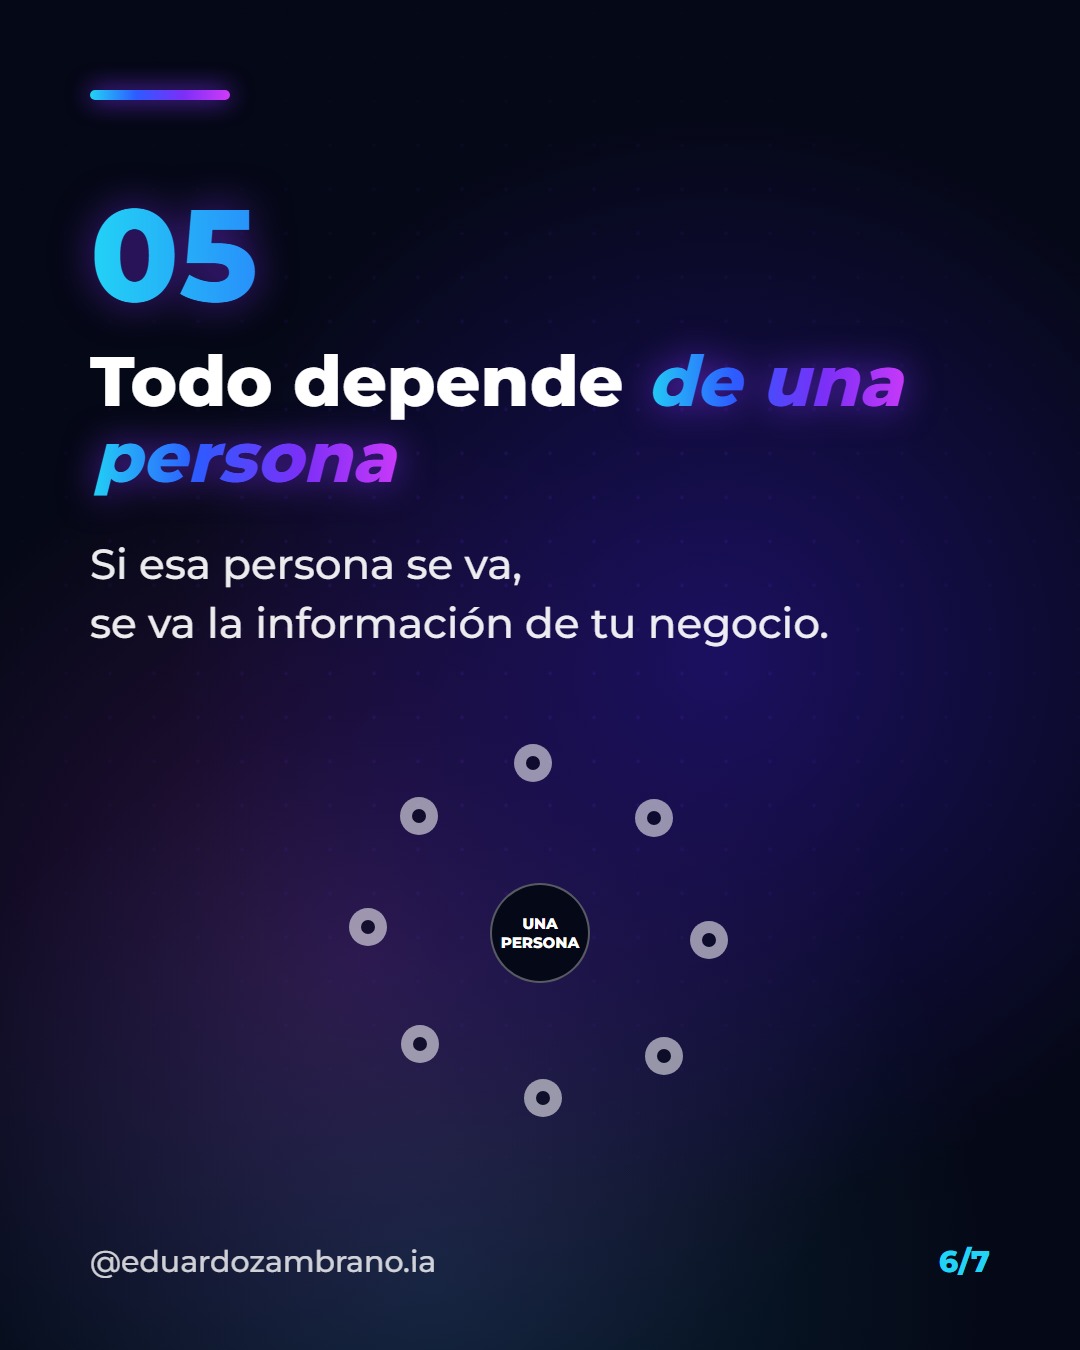 05
Todo depende de una
persona
Si esa persona se va,
se va la información de tu negocio.
UNA
PERSONA
@eduardozambrano.ia
6/7